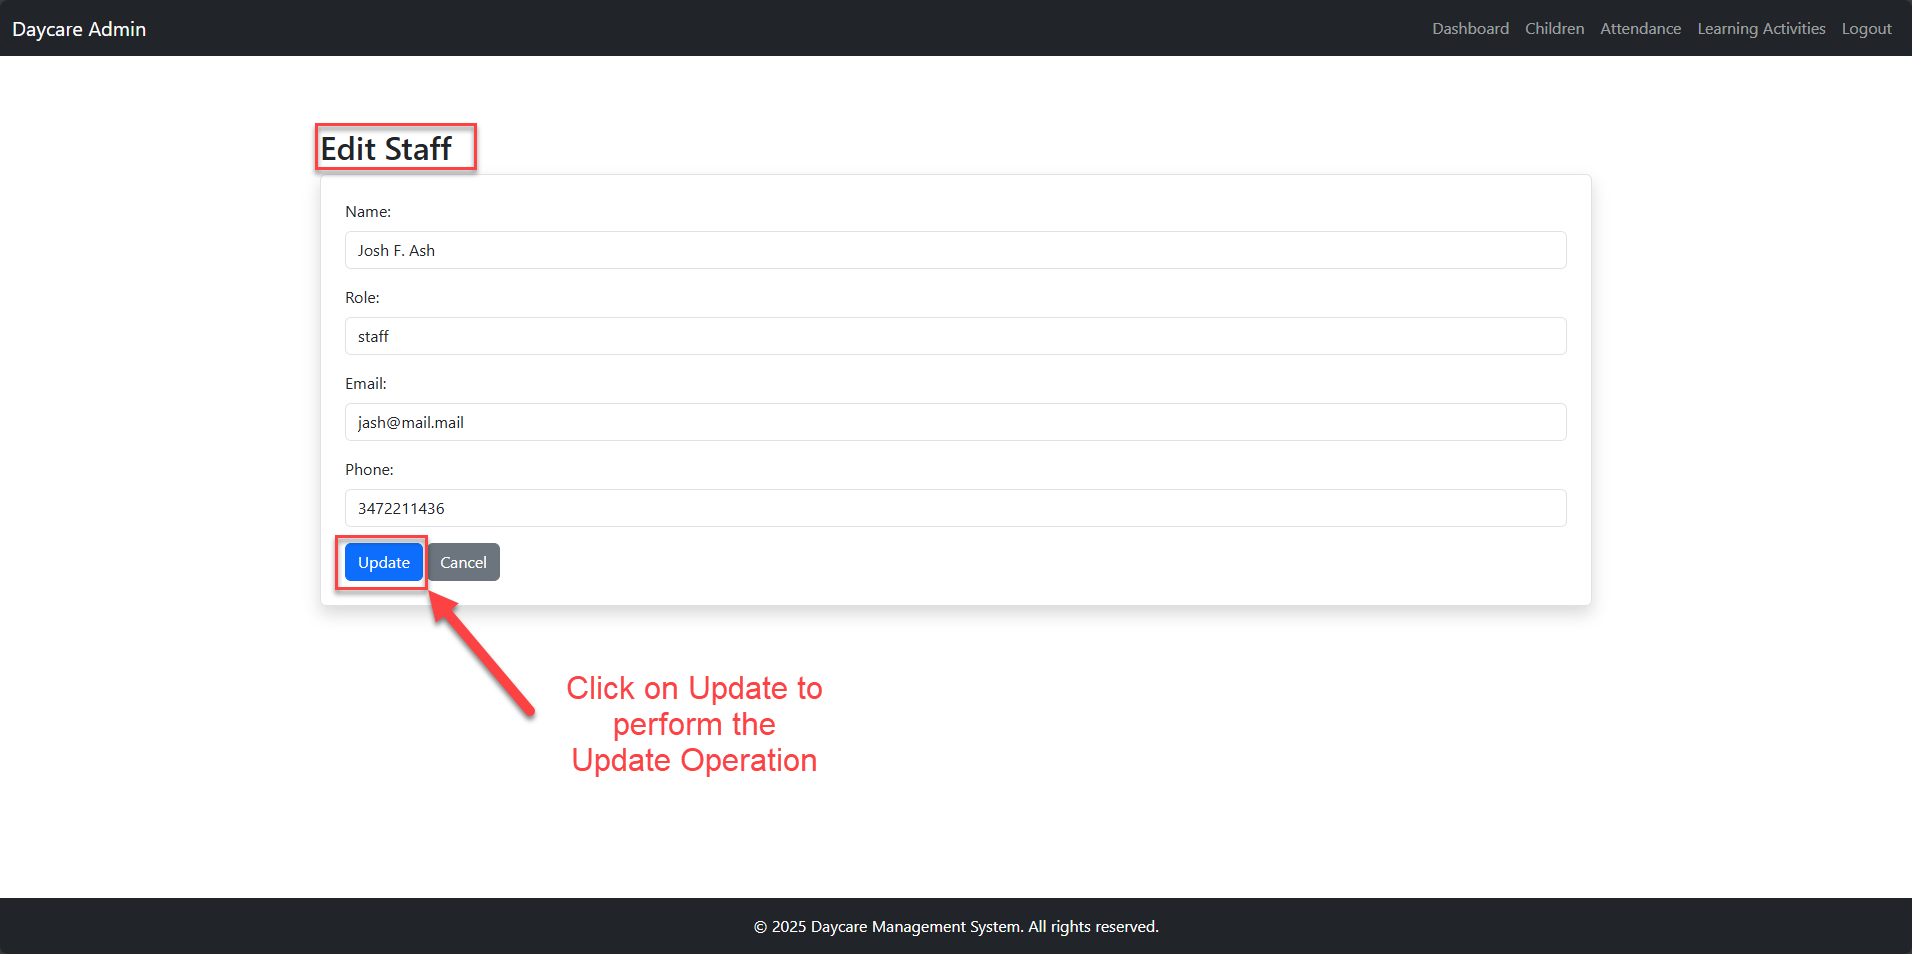 Daycare Admin
Dashboard Children Attendance Learning Activities Logout
Edit Staff
Name:
Josh F. Ash
Role:
staff
Email:
jash@mail.mail
Phone:
3472211436
Update Cancel
Click on Update to
perform the
Update Operation
© 2025 Daycare Management System. All rights reserved.